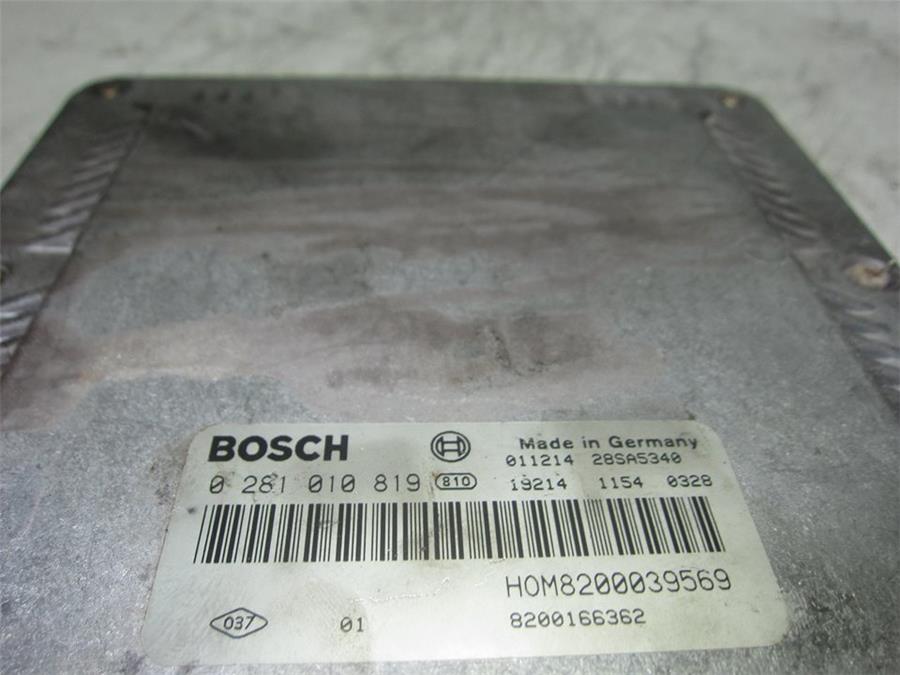 BOSCH
Made in Germany
011214 28SA5340
0 281 010 819 810
19214 1154 0328
HOM8200039569
037 01
8200166362